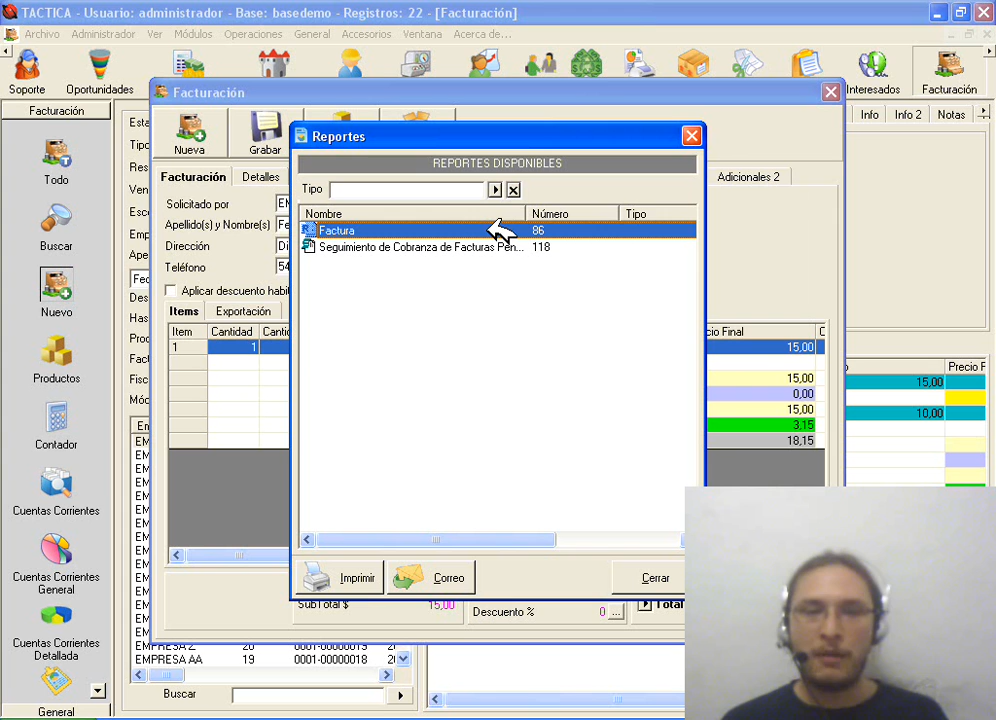 TACTICA - Usuario: administrador - Base: basedemo - Registros: 22 - [Facturación]
Archivo Administrador Ver Módulos Operaciones General Accesorios Ventana Acerca de...
Soporte Oportunidades Interesados Facturación
Facturación
Todo
Buscar
Nuevo
Productos
Contador
Cuentas Corrientes
Cuentas Corrientes General
Cuentas Corrientes Detallada
General
Facturación
Nueva Grabar
Info Info 2 Notas
Facturación Detalles Adicionales 2
Solicitado por
Apellido(s) y Nombre(s)
Dirección
Teléfono 54
Aplicar descuento habi
Items Exportación
Item Cantidad
1 1
Reportes
REPORTES DISPONIBLES
Tipo
Nombre Número Tipo
Factura 86
Seguimiento de Cobranza de Facturas Pen... 118
Imprimir Correo Cerrar
cio Final
15,00
15,00
0,00
15,00
3,15
18,15
Precio F
15,00
10,00
SubTotal $ 15,00 Descuento % 0 ... Total
EMPRESA AA 19 0001-00000018
Buscar